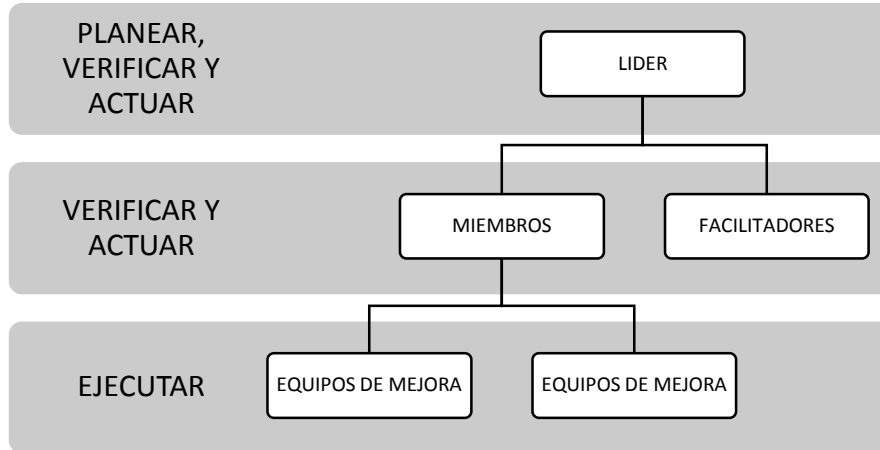 PLANEAR,
VERIFICAR Y
ACTUAR
LIDER
VERIFICAR Y
ACTUAR
MIEMBROS
FACILITADORES
EJECUTAR
EQUIPOS DE MEJORA
EQUIPOS DE MEJORA